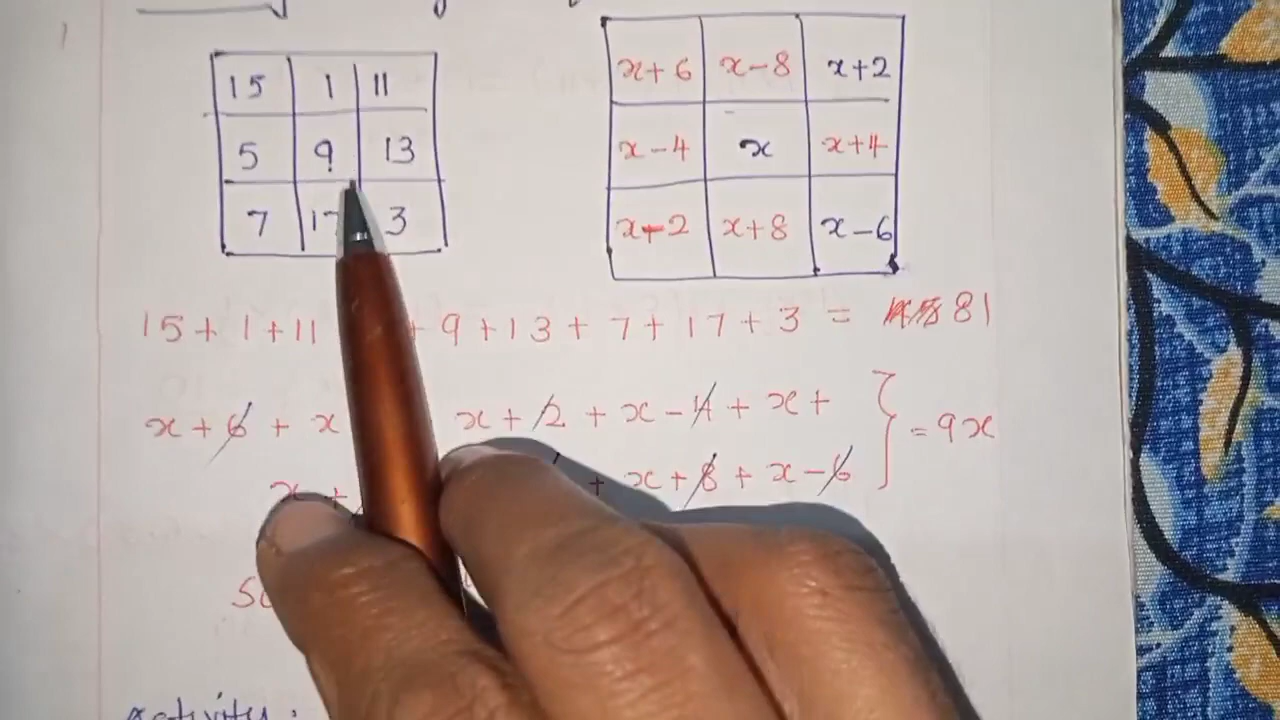 15 1 11
5 9 13
7 17 3
x+6 x-8 x+2
x-4 x x+4
x-2 x+8 x-6
15 + 1 + 11 + 9 + 13 + 7 + 17 + 3 = 81
x + 6 + x x + 2 + x - 4 + x + } = 9x
x + + x + 8 + x - 6
Activity :